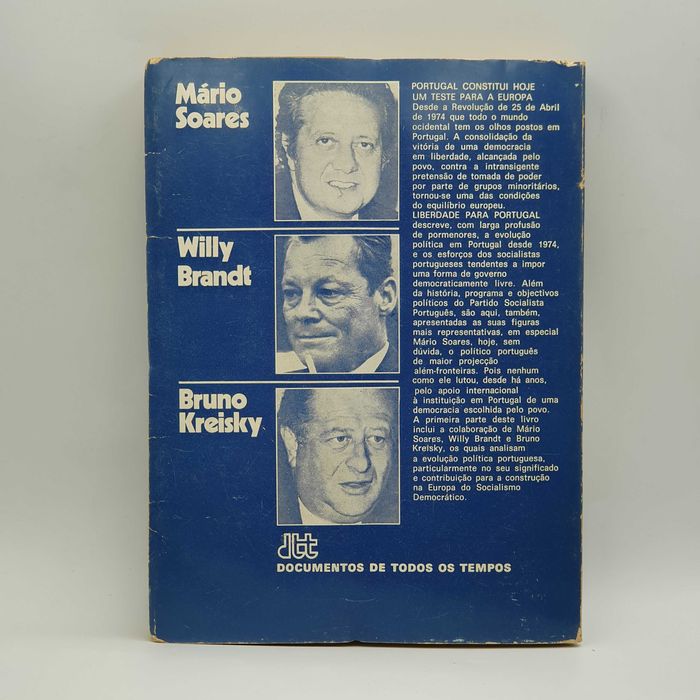 Mário
Soares
Willy
Brandt
Bruno
Kreisky
PORTUGAL CONSTITUI HOJE
UM TESTE PARA A EUROPA
Desde a Revolução de 25 de Abril
de 1974 que todo o mundo
ocidental tem os olhos postos em
Portugal. A consolidação da
vitória de uma democracia
em liberdade, alcançada pelo
povo, contra a intransigente
pretensão de tomada de poder
por parte de grupos minoritários,
tornou-se uma das condições
do equilíbrio europeu.
LIBERDADE PARA PORTUGAL
descreve, com larga profusão
de pormenores, a evolução
política em Portugal desde 1974,
e os esforços dos socialistas
portugueses tendentes a impor
uma forma de governo
democraticamente livre. Além
da história, programa e objectivos
políticos do Partido Socialista
Português, são aqui, também,
apresentadas as suas figuras
mais representativas, em especial
Mário Soares, hoje, sem
dúvida, o político português
de maior projecção
além-fronteiras. Pois nenhum
como ele lutou, desde há anos,
pelo apoio internacional
à instituição em Portugal de uma
democracia escolhida pelo povo.
A primeira parte deste livro
inclui a colaboração de Mário
Soares, Willy Brandt e Bruno
Kreisky, os quais analisam
a evolução política portuguesa,
particularmente no seu significado
e contribuição para a construção
na Europa do Socialismo
Democrático.
dtt
DOCUMENTOS DE TODOS OS TEMPOS